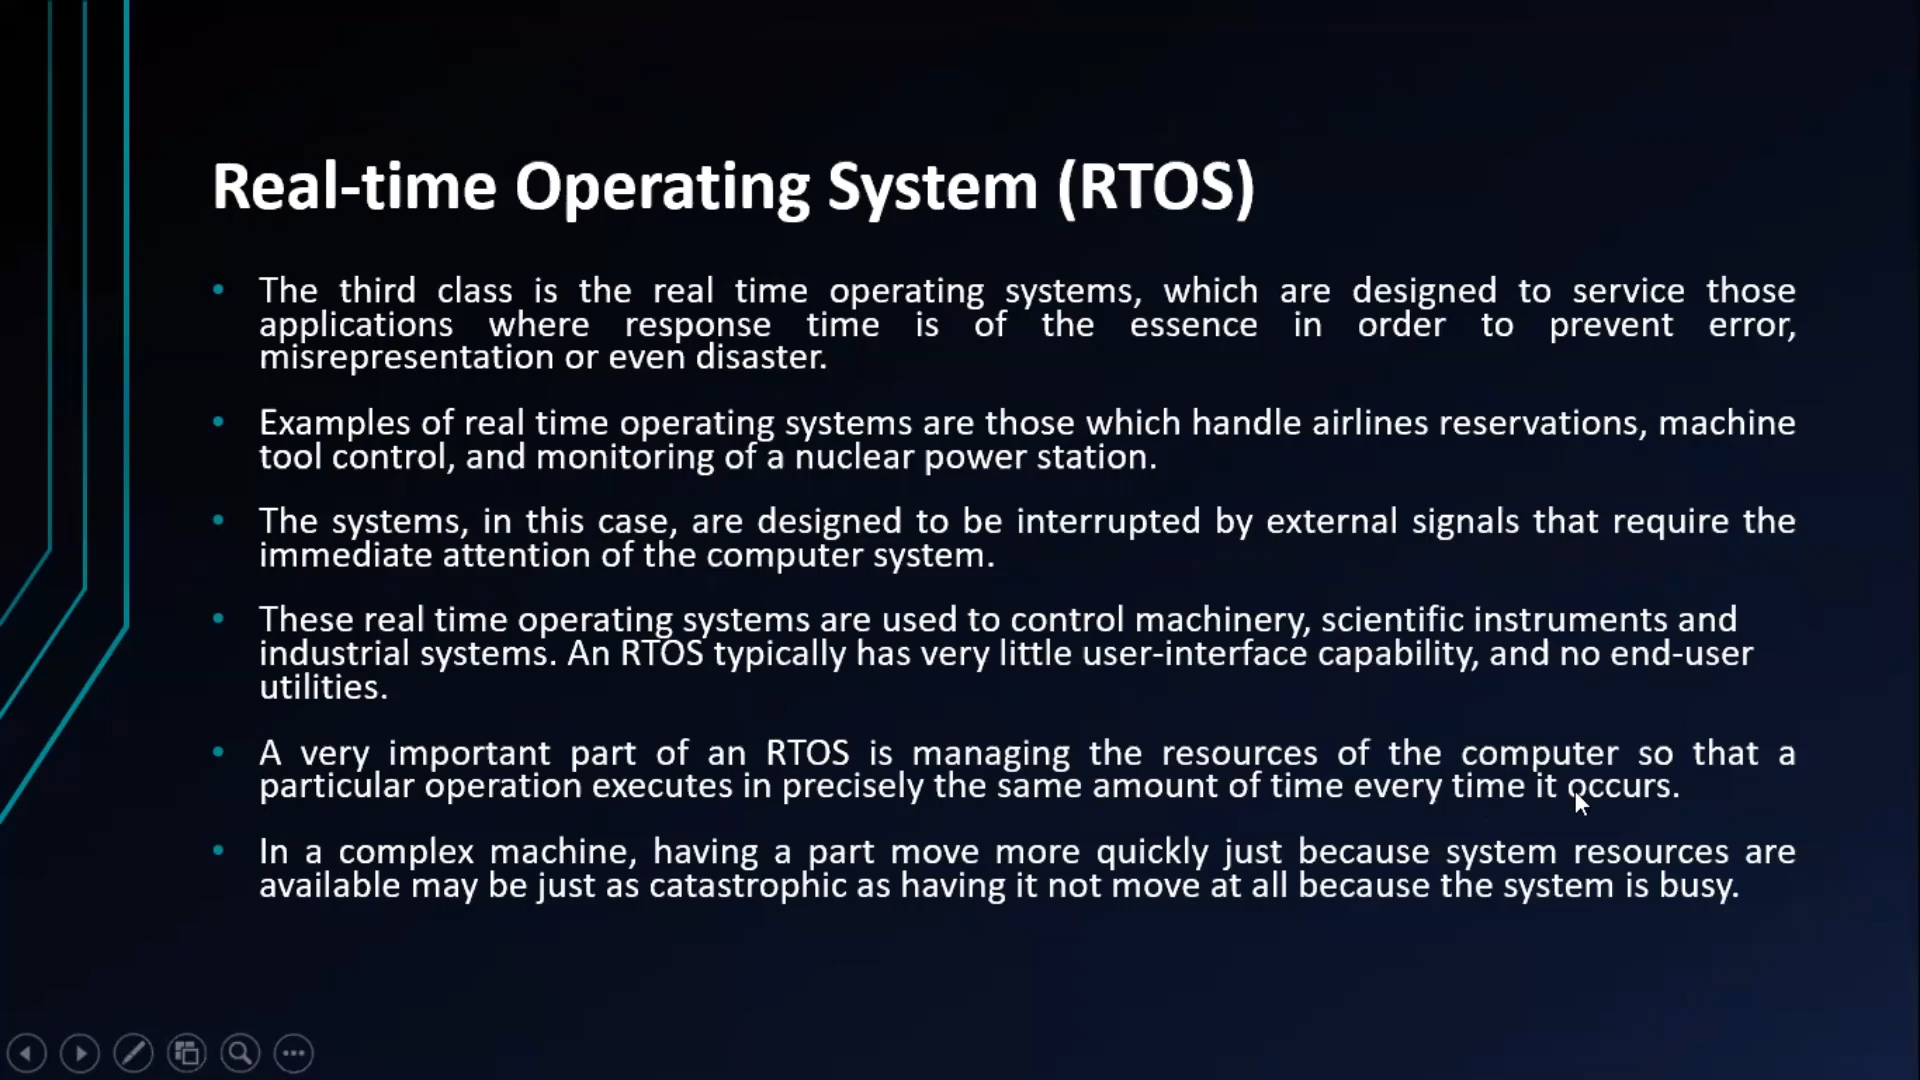 Real-time Operating System (RTOS)
• The third class is the real time operating systems, which are designed to service those
applications where response time is of the essence in order to prevent error,
misrepresentation or even disaster.
• Examples of real time operating systems are those which handle airlines reservations, machine
tool control, and monitoring of a nuclear power station.
• The systems, in this case, are designed to be interrupted by external signals that require the
immediate attention of the computer system.
• These real time operating systems are used to control machinery, scientific instruments and
industrial systems. An RTOS typically has very little user-interface capability, and no end-user
utilities.
• A very important part of an RTOS is managing the resources of the computer so that a
particular operation executes in precisely the same amount of time every time it occurs.
• In a complex machine, having a part move more quickly just because system resources are
available may be just as catastrophic as having it not move at all because the system is busy.